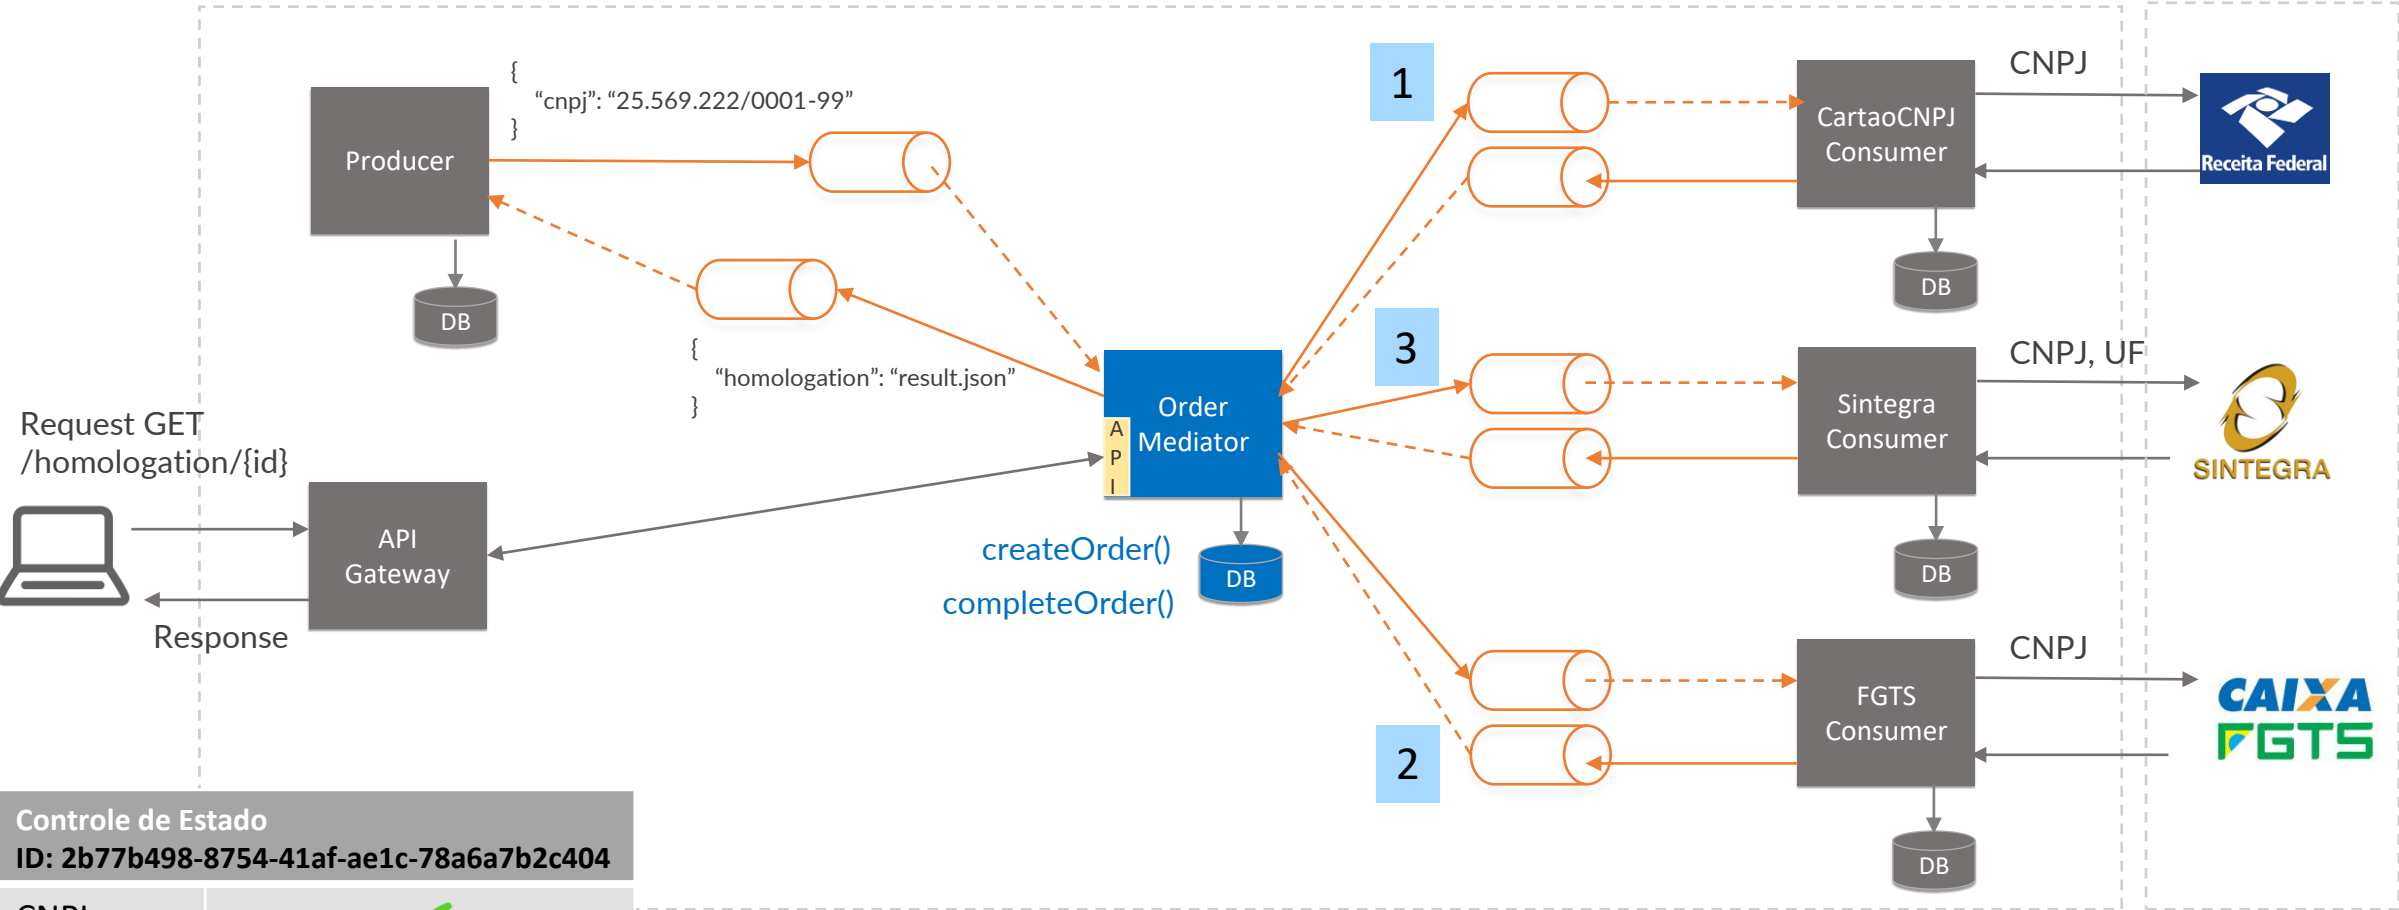 {
“cnpj”: “25.569.222/0001-99”
}
Producer
DB
{
“homologation”: “result.json”
}
Request GET
/homologation/{id}
API
Gateway
Response
Order
Mediator
A
P
I
createOrder()
completeOrder()
DB
1
CartaoCNPJ
Consumer
DB
CNPJ
Receita Federal
3
Sintegra
Consumer
DB
CNPJ, UF
SINTEGRA
2
FGTS
Consumer
DB
CNPJ
CAIXA
FGTS
Controle de Estado
ID: 2b77b498-8754-41af-ae1c-78a6a7b2c404